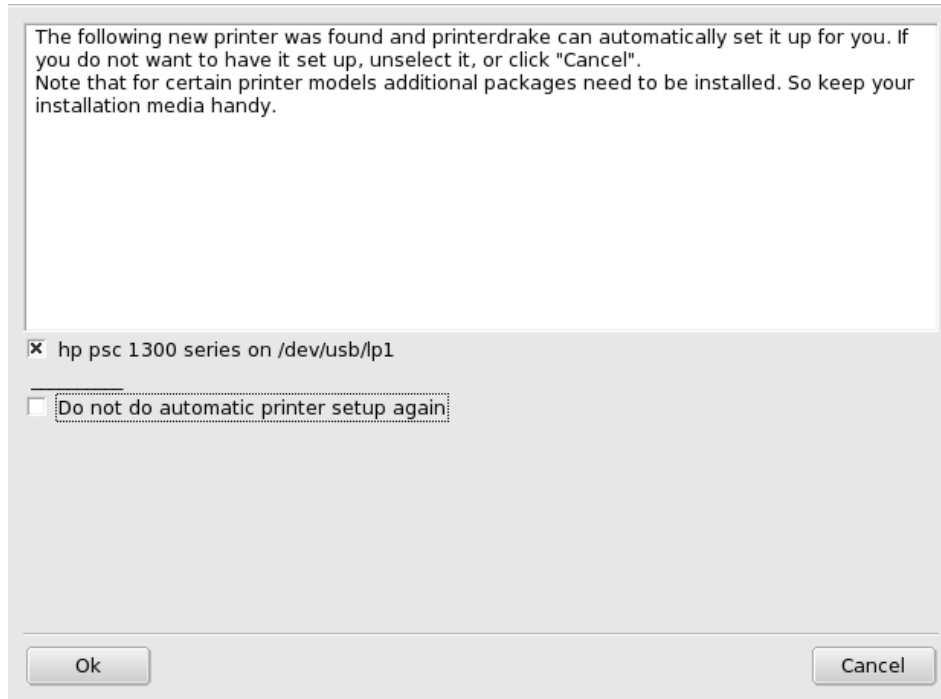 The following new printer was found and printerdrake can automatically set it up for you. If
you do not want to have it set up, unselect it, or click "Cancel".
Note that for certain printer models additional packages need to be installed. So keep your
installation media handy.
hp psc 1300 series on /dev/usb/lp1
__________
Do not do automatic printer setup again
Ok
Cancel